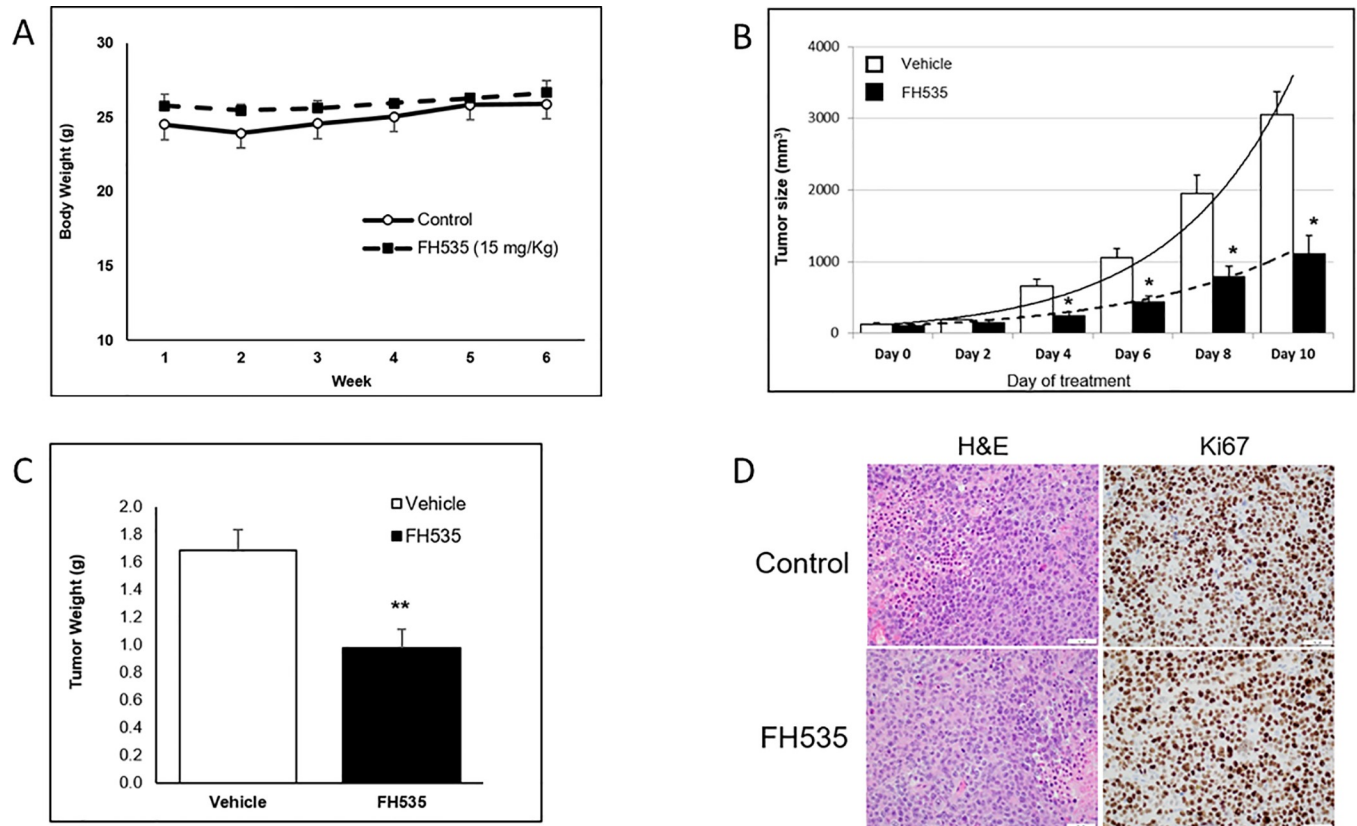 A
30
25
20
15
10
Body Weight (g)
Control
FH535 (15 mg/Kg)
1 2 3 4 5 6
Week
B
4000
3000
2000
1000
0
Tumor size (mm³)
Vehicle
FH535
* * * *
Day 0 Day 2 Day 4 Day 6 Day 8 Day 10
Day of treatment
C
2.0
1.8
1.6
1.4
1.2
1.0
0.8
0.6
0.4
0.2
0.0
Tumor Weight (g)
Vehicle
FH535
**
Vehicle FH535
D
H&E Ki67
Control
FH535